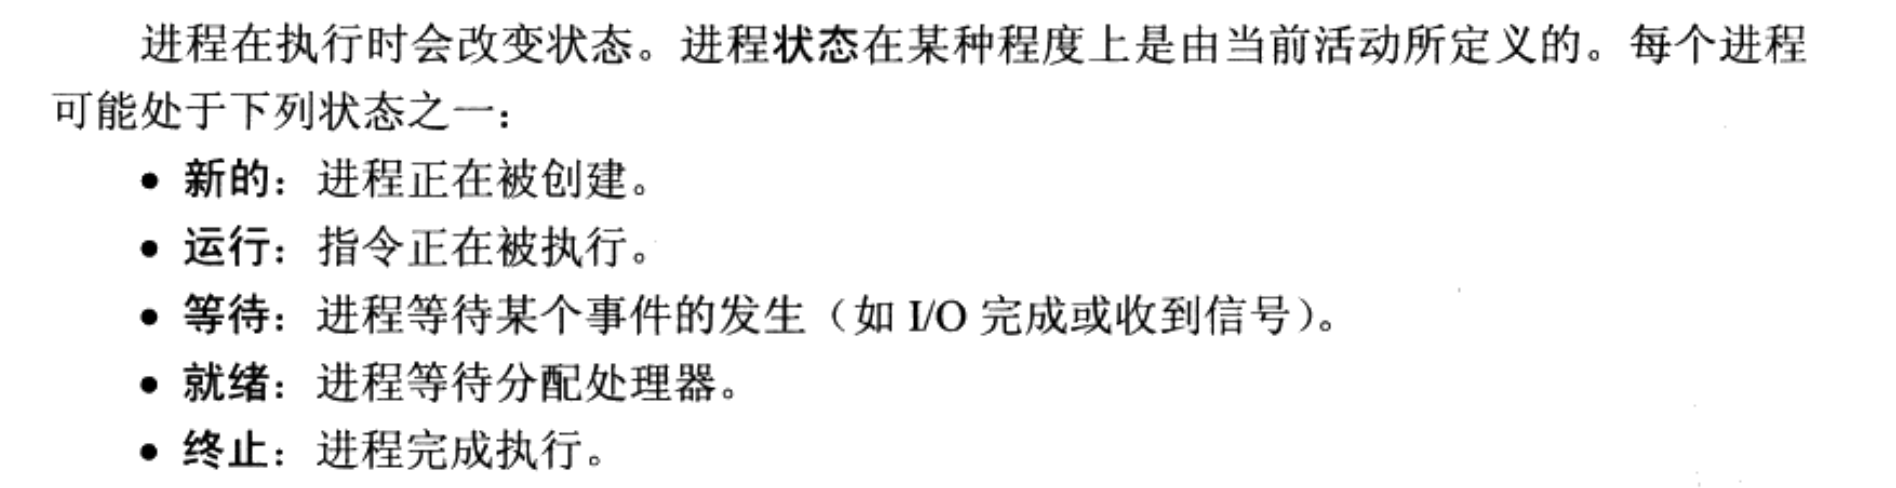 进程在执行时会改变状态。进程状态在某种程度上是由当前活动所定义的。每个进程
可能处于下列状态之一：
• 新的：进程正在被创建。
• 运行：指令正在被执行。
• 等待：进程等待某个事件的发生（如 I/O 完成或收到信号）。
• 就绪：进程等待分配处理器。
• 终止：进程完成执行。